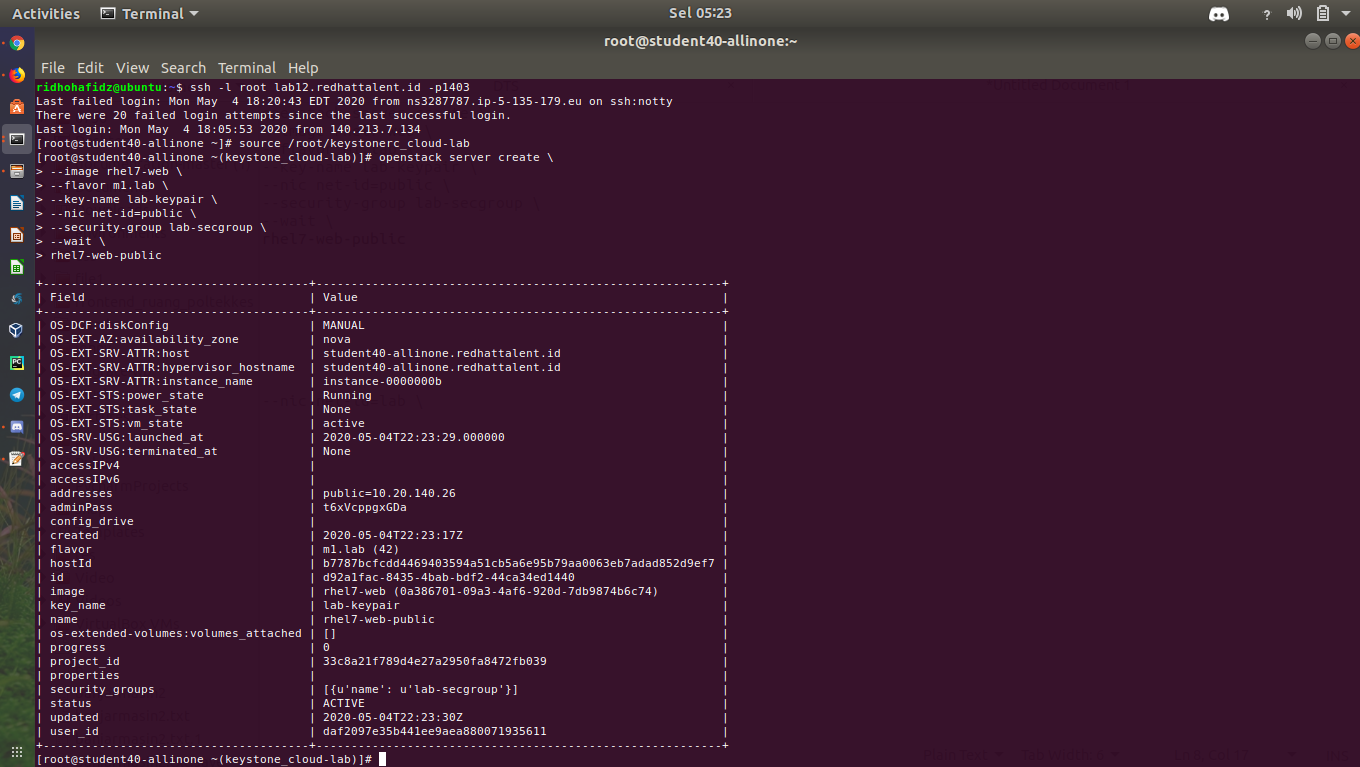 Activities Terminal Sel 05:23
root@student40-allinone:~
File Edit View Search Terminal Help
ridhohafidz@ubuntu:~$ ssh -l root lab12.redhattalent.id -p1403
Last failed login: Mon May  4 18:20:43 EDT 2020 from ns3287787.ip-5-135-179.eu on ssh:notty
There were 20 failed login attempts since the last successful login.
Last login: Mon May  4 18:05:53 2020 from 140.213.7.134
[root@student40-allinone ~]# source /root/keystonerc_cloud-lab
[root@student40-allinone ~(keystone_cloud-lab)]# openstack server create \
> --image rhel7-web \
> --flavor m1.lab \
> --key-name lab-keypair \
> --nic net-id=public \
> --security-group lab-secgroup \
> --wait \
> rhel7-web-public
+--------------------------------------+----------------------------------------------------------+
| Field | Value |
+--------------------------------------+----------------------------------------------------------+
| OS-DCF:diskConfig | MANUAL |
| OS-EXT-AZ:availability_zone | nova |
| OS-EXT-SRV-ATTR:host | student40-allinone.redhattalent.id |
| OS-EXT-SRV-ATTR:hypervisor_hostname | student40-allinone.redhattalent.id |
| OS-EXT-SRV-ATTR:instance_name | instance-0000000b |
| OS-EXT-STS:power_state | Running |
| OS-EXT-STS:task_state | None |
| OS-EXT-STS:vm_state | active |
| OS-SRV-USG:launched_at | 2020-05-04T22:23:29.000000 |
| OS-SRV-USG:terminated_at | None |
| accessIPv4 | |
| accessIPv6 | |
| addresses | public=10.20.140.26 |
| adminPass | t6xVcppgxGDa |
| config_drive | |
| created | 2020-05-04T22:23:17Z |
| flavor | m1.lab (42) |
| hostId | b7787bcfcdd4469403594a51cb5a6e95b79aa0063eb7adad852d9ef7 |
| id | d92a1fac-8435-4bab-bdf2-44ca34ed1440 |
| image | rhel7-web (0a386701-09a3-4af6-920d-7db9874b6c74) |
| key_name | lab-keypair |
| name | rhel7-web-public |
| os-extended-volumes:volumes_attached | [] |
| progress | 0 |
| project_id | 33c8a21f789d4e27a2950fa8472fb039 |
| properties | |
| security_groups | [{u'name': u'lab-secgroup'}] |
| status | ACTIVE |
| updated | 2020-05-04T22:23:30Z |
| user_id | daf2097e35b441ee9aea880071935611 |
+--------------------------------------+----------------------------------------------------------+
[root@student40-allinone ~(keystone_cloud-lab)]#